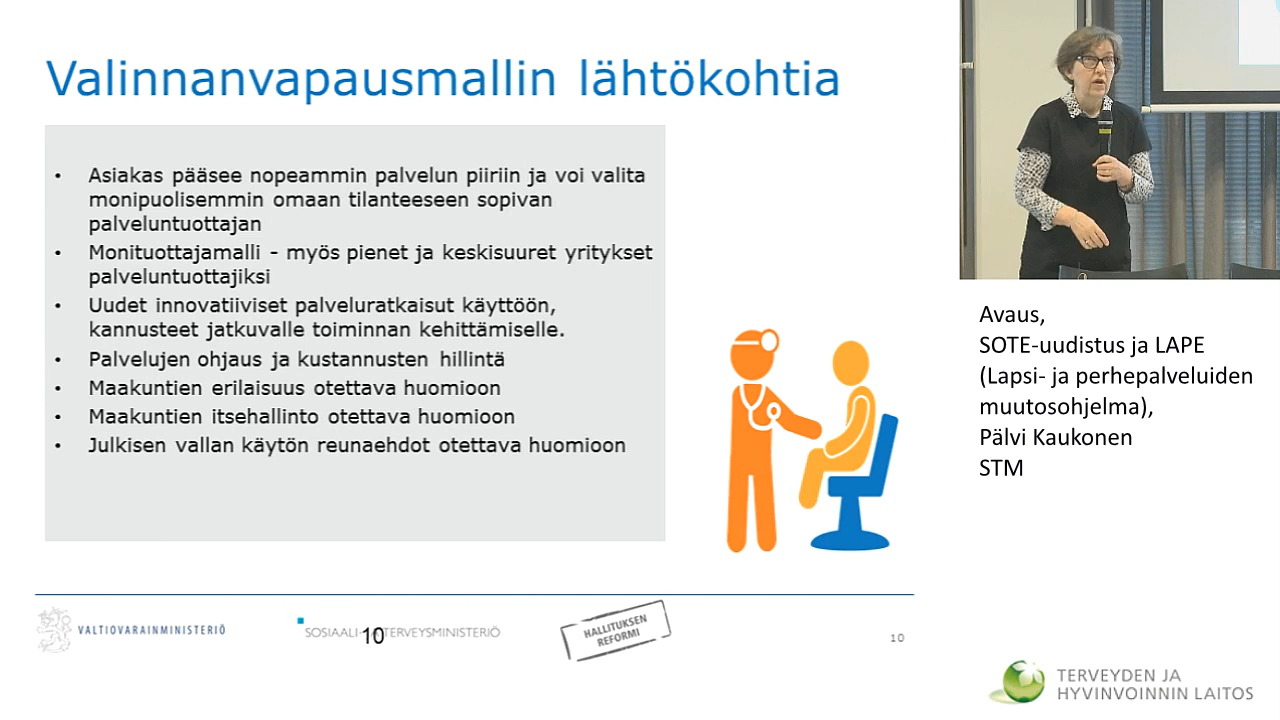 Valinnanvapausmallin lähtökohtia
• Asiakas pääsee nopeammin palvelun piiriin ja voi valita
monipuolisemmin omaan tilanteeseen sopivan
palveluntuottajan
• Monituottajamalli - myös pienet ja keskisuuret yritykset
palveluntuottajiksi
• Uudet innovatiiviset palveluratkaisut käyttöön,
kannusteet jatkuvalle toiminnan kehittämiselle.
• Palvelujen ohjaus ja kustannusten hillintä
• Maakuntien erilaisuus otettava huomioon
• Maakuntien itsehallinto otettava huomioon
• Julkisen vallan käytön reunaehdot otettava huomioon
VALTIOVARAINMINISTERIÖ
SOSIAALI- JA TERVEYSMINISTERIÖ
10
HALLITUKSEN
REFORMI
10
Avaus,
SOTE-uudistus ja LAPE
(Lapsi- ja perhepalveluiden
muutosohjelma),
Pälvi Kaukonen
STM
TERVEYDEN JA
HYVINVOINNIN LAITOS